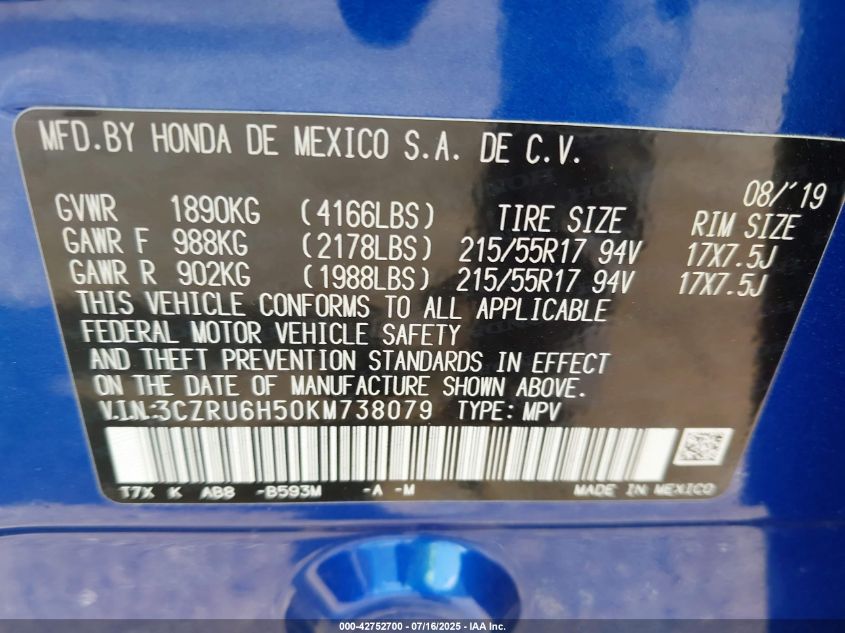 MFD.BY HONDA DE MEXICO S.A. DE C.V.
08/'19
GVWR 1890KG (4166LBS) TIRE SIZE RIM SIZE
GAWR F 988KG (2178LBS) 215/55R17 94V 17X7.5J
GAWR R 902KG (1988LBS) 215/55R17 94V 17X7.5J
THIS VEHICLE CONFORMS TO ALL APPLICABLE
FEDERAL MOTOR VEHICLE SAFETY
AND THEFT PREVENTION STANDARDS IN EFFECT
ON THE DATE OF MANUFACTURE SHOWN ABOVE.
V.I.N.:3CZRU6H50KM738079 TYPE: MPV
T7X K ABB -B593M -A -M MADE IN MEXICO
000-42752700 - 07/16/2025 - IAA Inc.